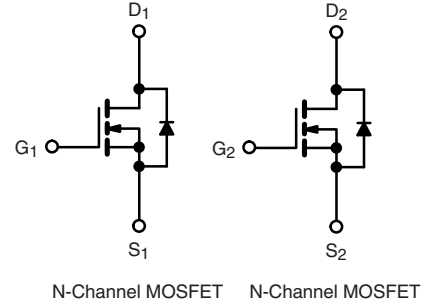 D1 D2
G1 G2
S1 S2
N-Channel MOSFET N-Channel MOSFET